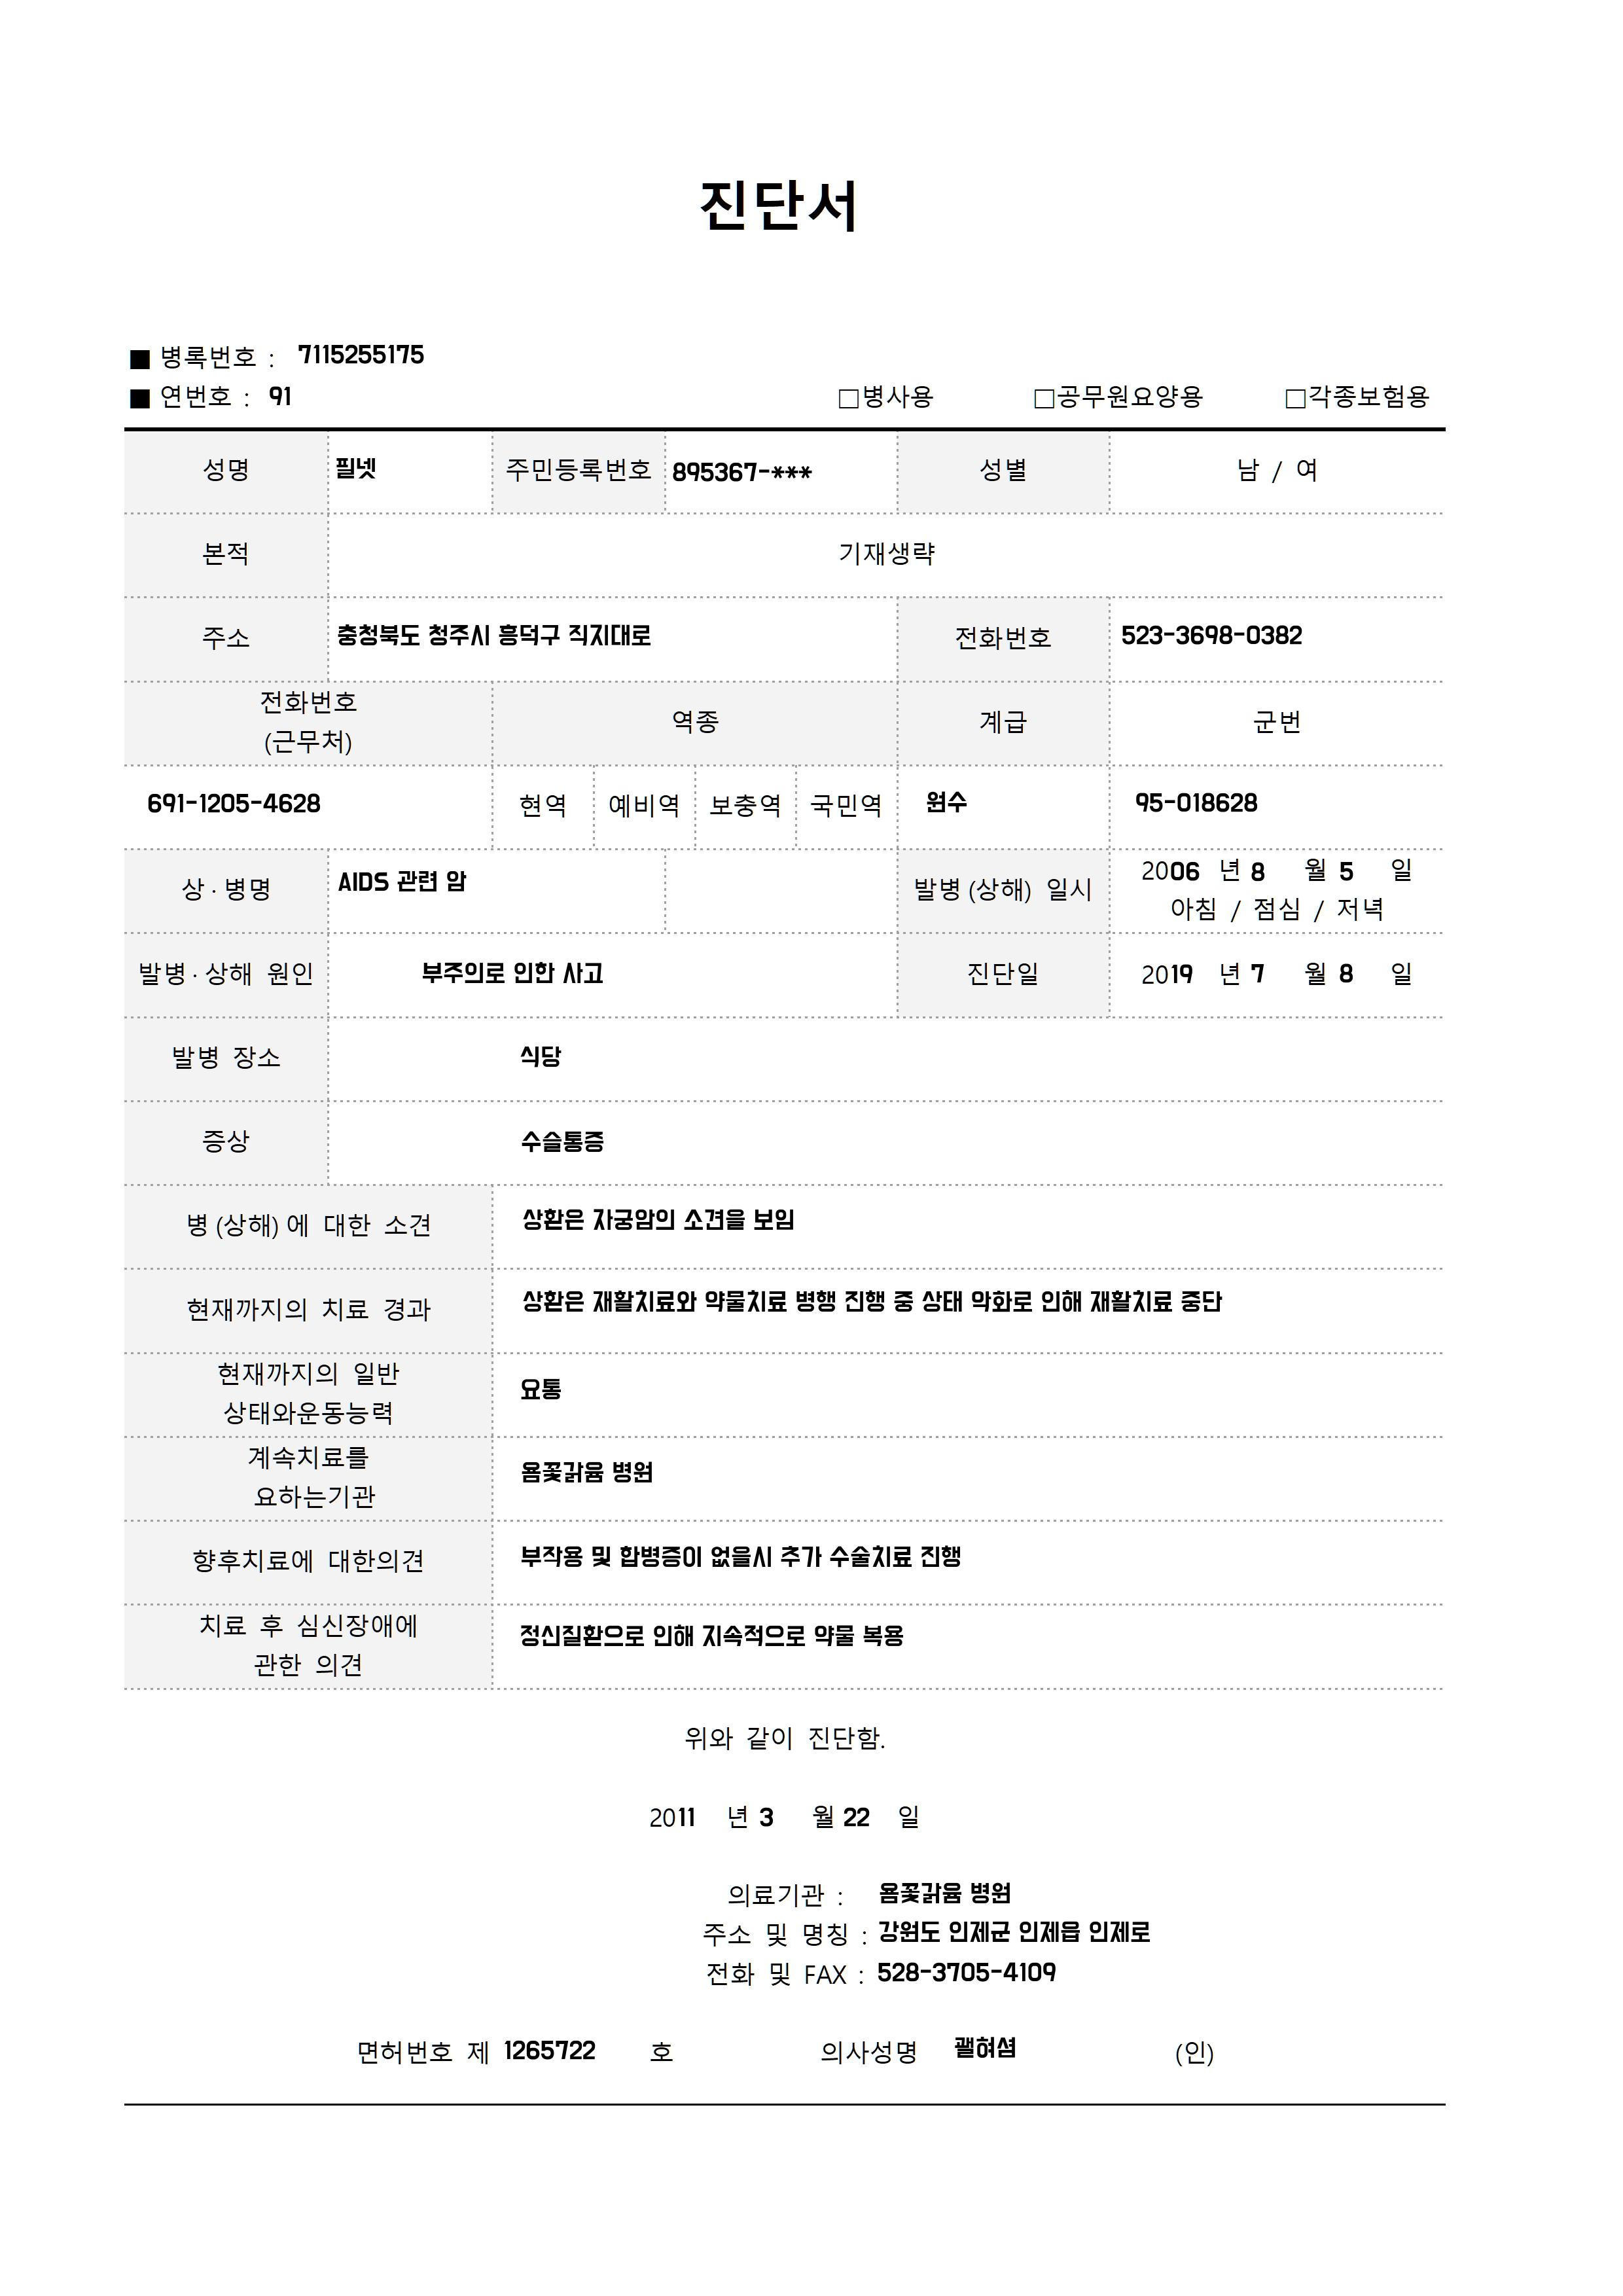 진단서
■ 병록번호 : 7115255175
■ 연번호 : 91 □병사용 □공무원요양용 □각종보험용
성명 필넷 주민등록번호 895367-*** 성별 남 / 여
본적 기재생략
주소 충청북도 청주시 흥덕구 직지대로 전화번호 523-3698-0382
전화번호
(근무처) 역종 계급 군번
691-1205-4628 현역 예비역 보충역 국민역 원수 95-018628
상·병명 AIDS 관련 암 발병(상해) 일시 2006 년 8 월 5 일
아침 / 점심 / 저녁
발병·상해 원인 부주의로 인한 사고 진단일 2019 년 7 월 8 일
발병 장소 식당
증상 수술통증
병(상해)에 대한 소견 상환은 자궁암의 소견을 보임
현재까지의 치료 경과 상환은 재활치료와 약물치료 병행 진행 중 상태 악화로 인해 재활치료 중단
현재까지의 일반
상태와운동능력 요통
계속치료를
요하는기관 욤꽃갉윰 병원
향후치료에 대한의견 부작용 및 합병증이 없을시 추가 수술치료 진행
치료 후 심신장애에
관한 의견 정신질환으로 인해 지속적으로 약물 복용
위와 같이 진단함.
2011 년 3 월 22 일
의료기관 : 욤꽃갉윰 병원
주소 및 명칭 : 강원도 인제군 인제읍 인제로
전화 및 FAX : 528-3705-4109
면허번호 제 1265722 호 의사성명 괠혀셤 (인)